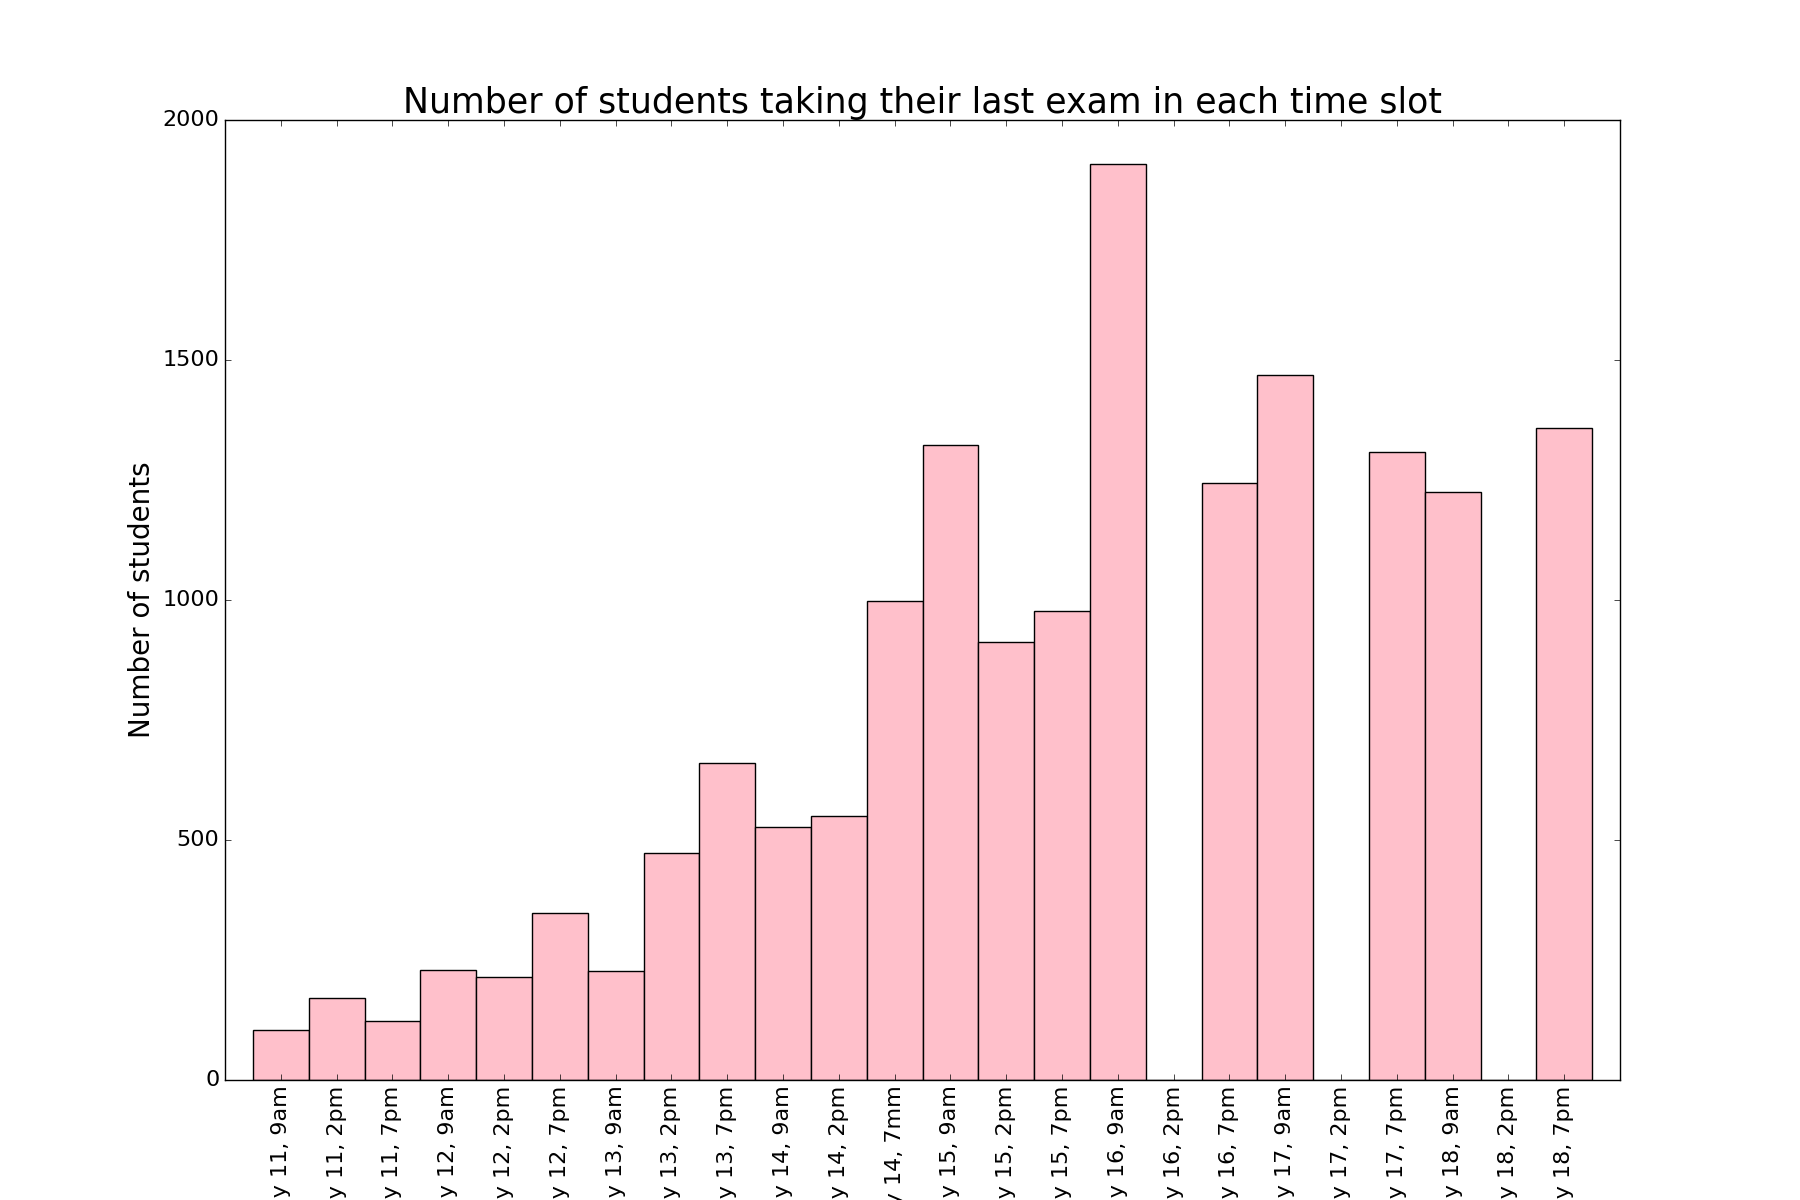 Number of students taking their last exam in each time slot
Number of students
2000
1500
1000
500
0
y 11, 9am
y 11, 2pm
y 11, 7pm
y 12, 9am
y 12, 2pm
y 12, 7pm
y 13, 9am
y 13, 2pm
y 13, 7pm
y 14, 9am
y 14, 2pm
y 14, 7mm
y 15, 9am
y 15, 2pm
y 15, 7pm
y 16, 9am
y 16, 2pm
y 16, 7pm
y 17, 9am
y 17, 2pm
y 17, 7pm
y 18, 9am
y 18, 2pm
y 18, 7pm